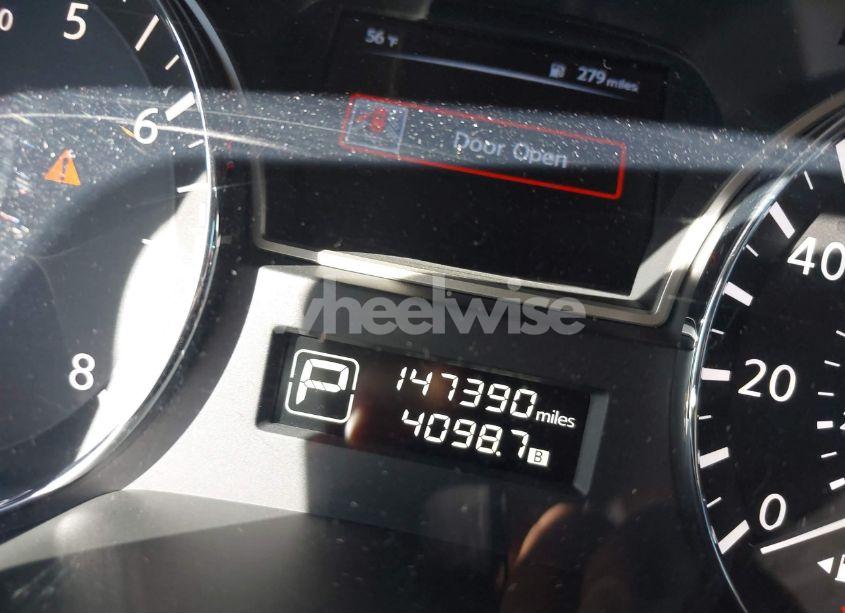 5
6
8
56°F
279 miles
Door Open
wheelwise
P
147390 miles
4098.7 B
40
20
0